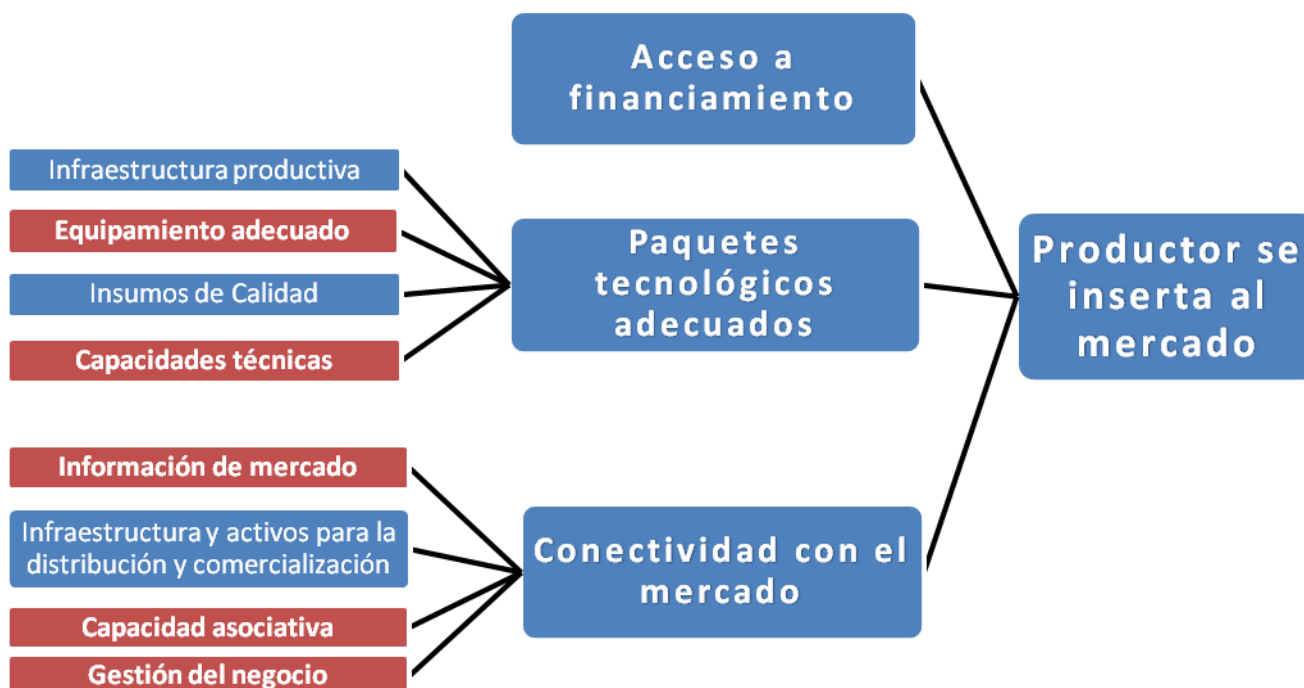 Acceso a
financiamiento
Infraestructura productiva
Equipamiento adecuado
Insumos de Calidad
Capacidades técnicas
Paquetes
tecnológicos
adecuados
Productor se
inserta al
mercado
Información de mercado
Infraestructura y activos para la
distribución y comercialización
Capacidad asociativa
Gestión del negocio
Conectividad con el
mercado